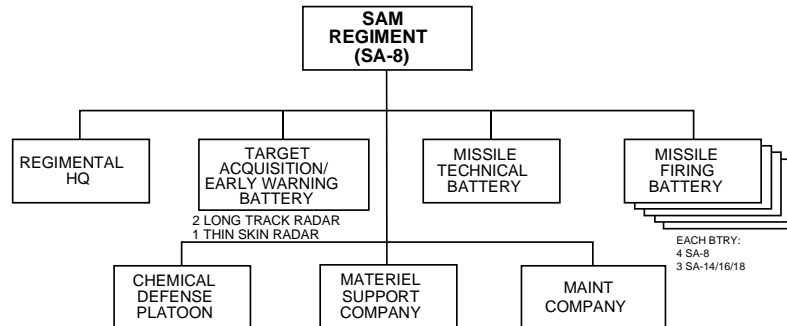 SAM
REGIMENT
(SA-8)
REGIMENTAL
HQ
TARGET
ACQUISITION/
EARLY WARNING
BATTERY
2 LONG TRACK RADAR
1 THIN SKIN RADAR
MISSILE
TECHNICAL
BATTERY
MISSILE
FIRING
BATTERY
EACH BTRY:
4 SA-8
3 SA-14/16/18
CHEMICAL
DEFENSE
PLATOON
MATERIEL
SUPPORT
COMPANY
MAINT
COMPANY